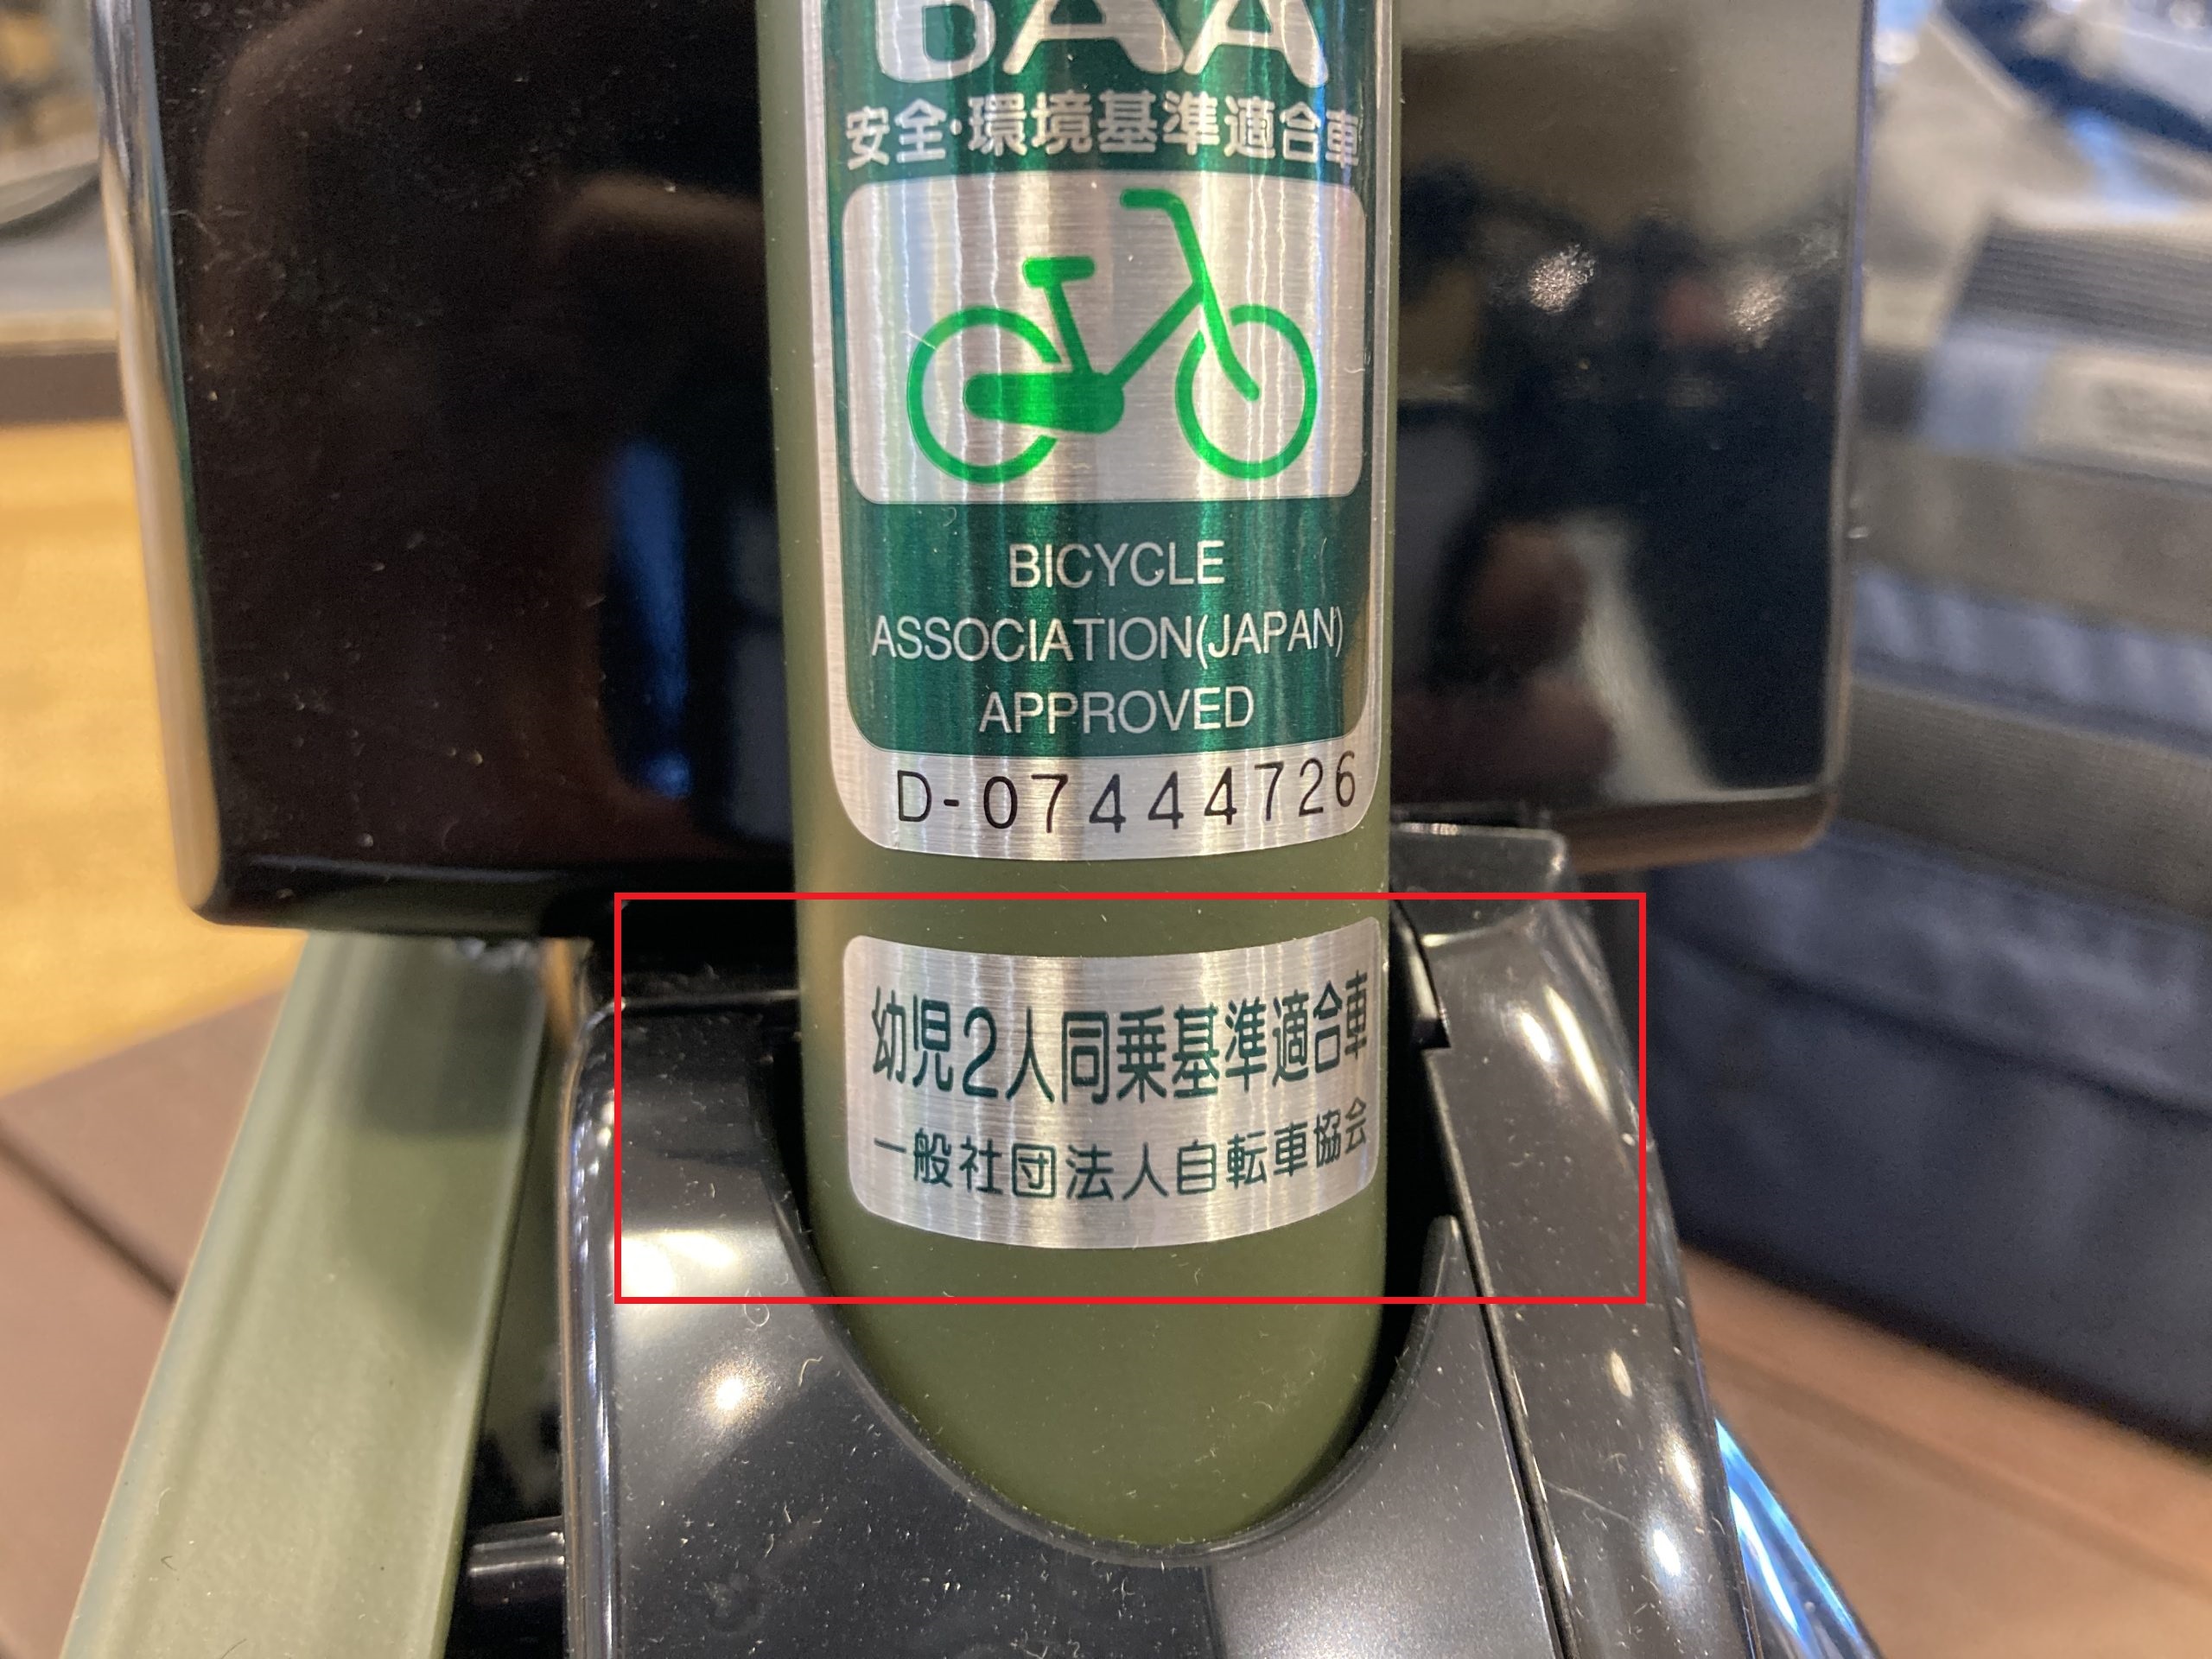 BAA
安全・環境基準適合車
BICYCLE
ASSOCIATION(JAPAN)
APPROVED
D-07444726
幼児2人同乗基準適合車
一般社団法人自転車協会